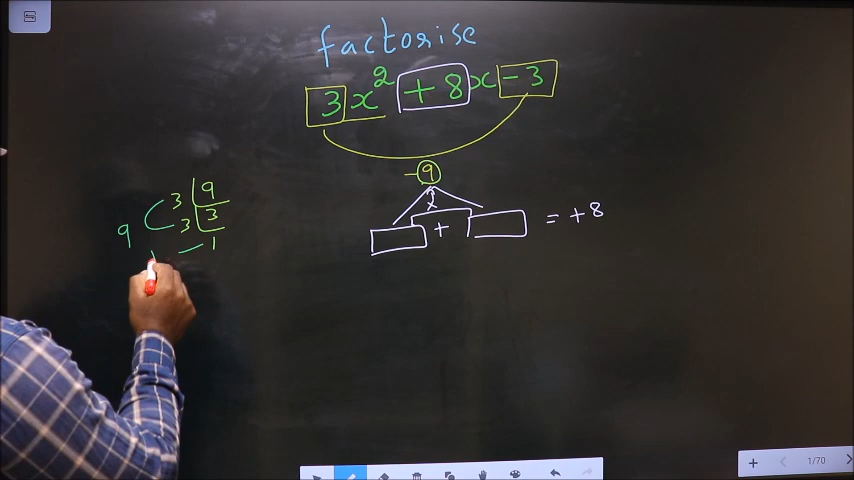 factorise
3x² + 8x - 3
-9
x
+ = +8
3 | 9
9 3 | 3
1
1/70